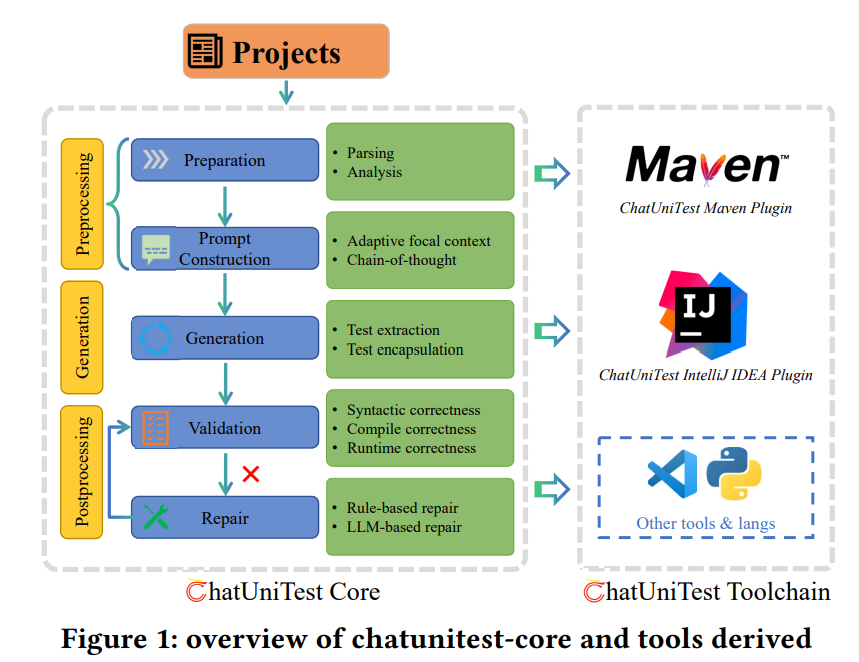 Projects
Preprocessing
Preparation
• Parsing
• Analysis
Prompt
Construction
• Adaptive focal context
• Chain-of-thought
Generation
Generation
• Test extraction
• Test encapsulation
Postprocessing
Validation
• Syntactic correctness
• Compile correctness
• Runtime correctness
Repair
• Rule-based repair
• LLM-based repair
ChatUniTest Core
Maven™
ChatUniTest Maven Plugin
IJ
ChatUniTest IntelliJ IDEA Plugin
Other tools & langs
ChatUniTest Toolchain
Figure 1: overview of chatunitest-core and tools derived